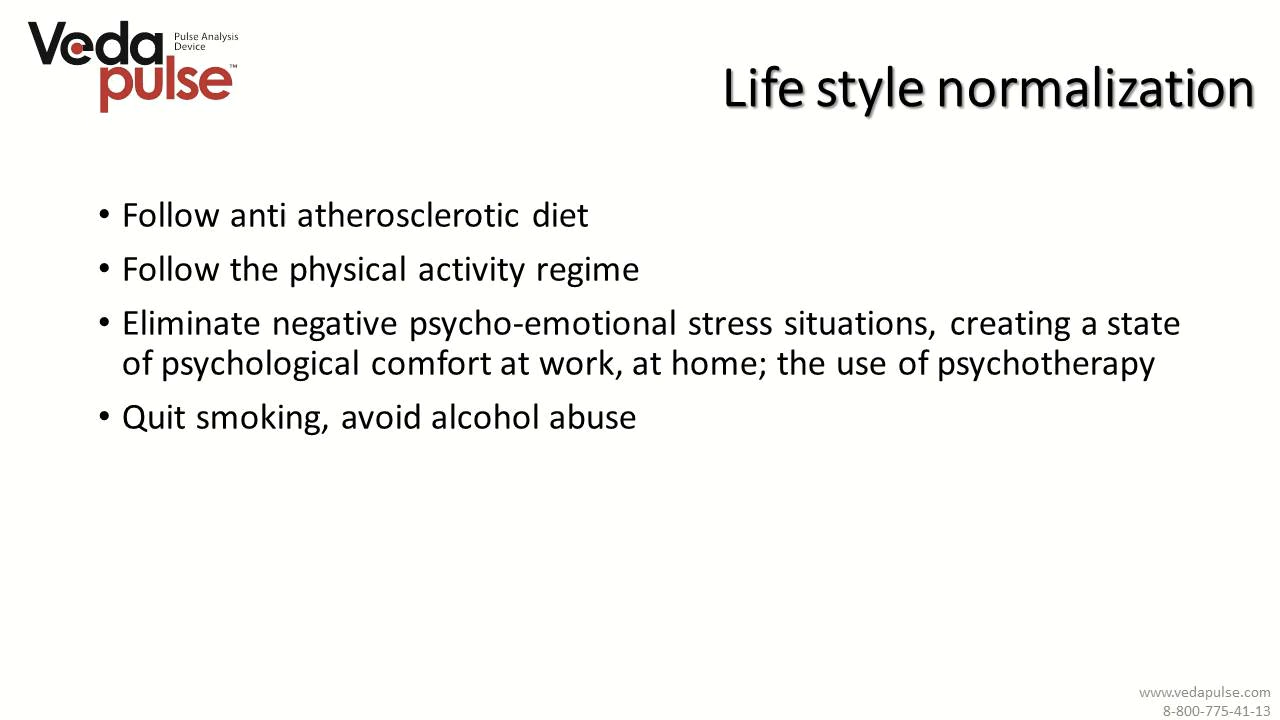 Veda
pulse™
Pulse Analysis
Device
Life style normalization
• Follow anti atherosclerotic diet
• Follow the physical activity regime
• Eliminate negative psycho-emotional stress situations, creating a state
of psychological comfort at work, at home; the use of psychotherapy
• Quit smoking, avoid alcohol abuse
www.vedapulse.com
8-800-775-41-13